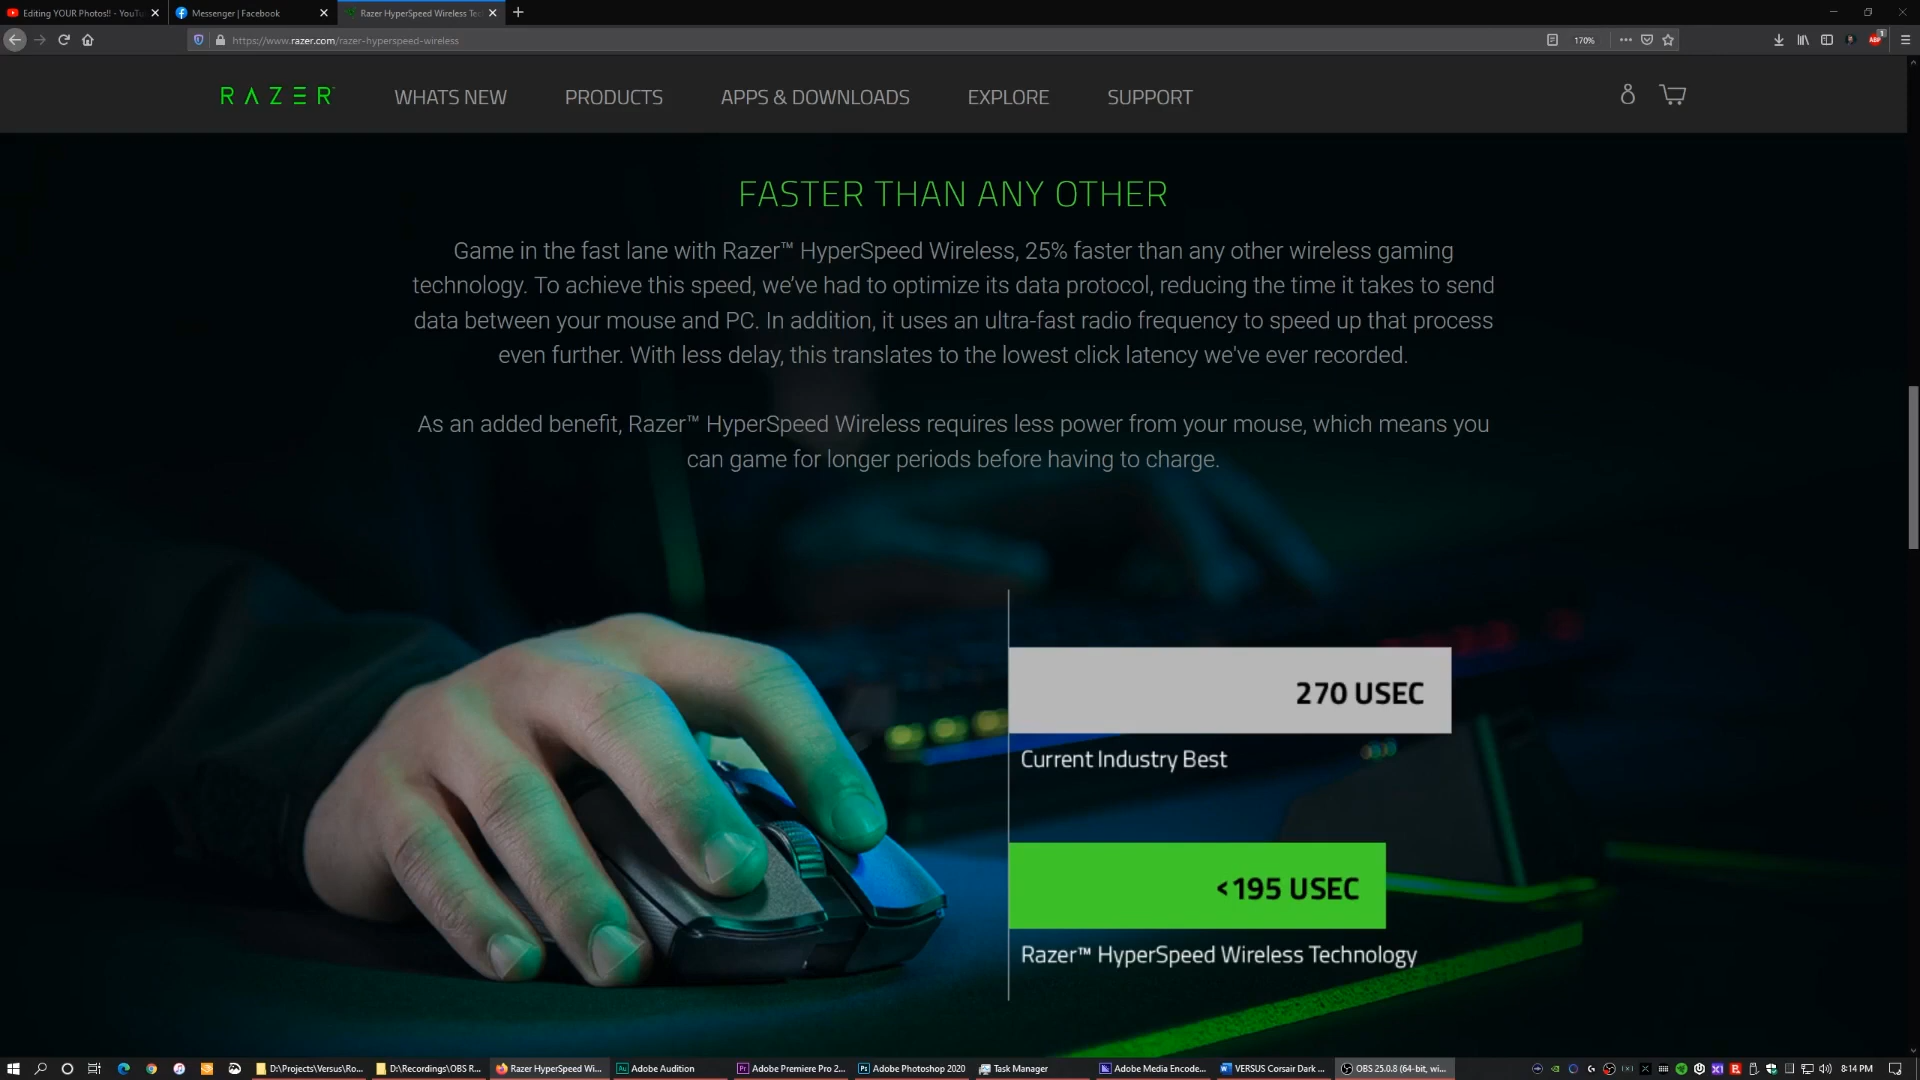 Editing YOUR Photos!! - YouTu
Messenger | Facebook
Razer HyperSpeed Wireless Tec
https://www.razer.com/razer-hyperspeed-wireless
170%
RAZER
WHATS NEW
PRODUCTS
APPS & DOWNLOADS
EXPLORE
SUPPORT
FASTER THAN ANY OTHER
Game in the fast lane with Razer™ HyperSpeed Wireless, 25% faster than any other wireless gaming
technology. To achieve this speed, we've had to optimize its data protocol, reducing the time it takes to send
data between your mouse and PC. In addition, it uses an ultra-fast radio frequency to speed up that process
even further. With less delay, this translates to the lowest click latency we've ever recorded.
As an added benefit, Razer™ HyperSpeed Wireless requires less power from your mouse, which means you
can game for longer periods before having to charge.
270 USEC
Current Industry Best
<195 USEC
Razer™ HyperSpeed Wireless Technology
D:\Projects\Versus\Ro...
D:\Recordings\OBS R...
Razer HyperSpeed Wi...
Adobe Audition
Adobe Premiere Pro 2...
Adobe Photoshop 2020
Task Manager
Adobe Media Encode...
VERSUS Corsair Dark ...
OBS 25.0.8 (64-bit, wi...
8:14 PM